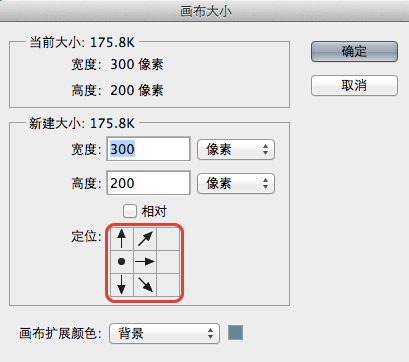 画布大小
当前大小: 175.8K
宽度: 300 像素
高度: 200 像素
确定
取消
新建大小: 175.8K
宽度: 300 像素
高度: 200 像素
相对
定位:
画布扩展颜色: 背景